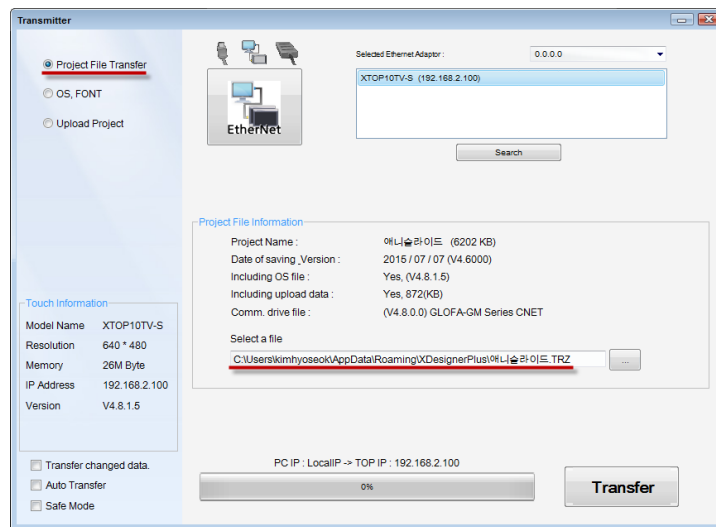 Transmitter
Project File Transfer
OS, FONT
Upload Project
EtherNet
Selected Ethernet Adaptor :
0.0.0.0
XTOP10TV-S (192.168.2.100)
Search
Project File Information
Project Name : 애니슬라이드 (6202 KB)
Date of saving ,Version : 2015 / 07 / 07 (V4.6000)
Including OS file : Yes, (V4.8.1.5)
Including upload data : Yes, 872(KB)
Comm. drive file : (V4.8.0.0) GLOFA-GM Series CNET
Select a file
C:\Users\kimhyoseok\AppData\Roaming\XDesignerPlus\애니슬라이드.TRZ
...
Touch Information
Model Name XTOP10TV-S
Resolution 640 * 480
Memory 26M Byte
IP Address 192.168.2.100
Version V4.8.1.5
Transfer changed data.
Auto Transfer
Safe Mode
PC IP : LocalIP -> TOP IP : 192.168.2.100
0%
Transfer